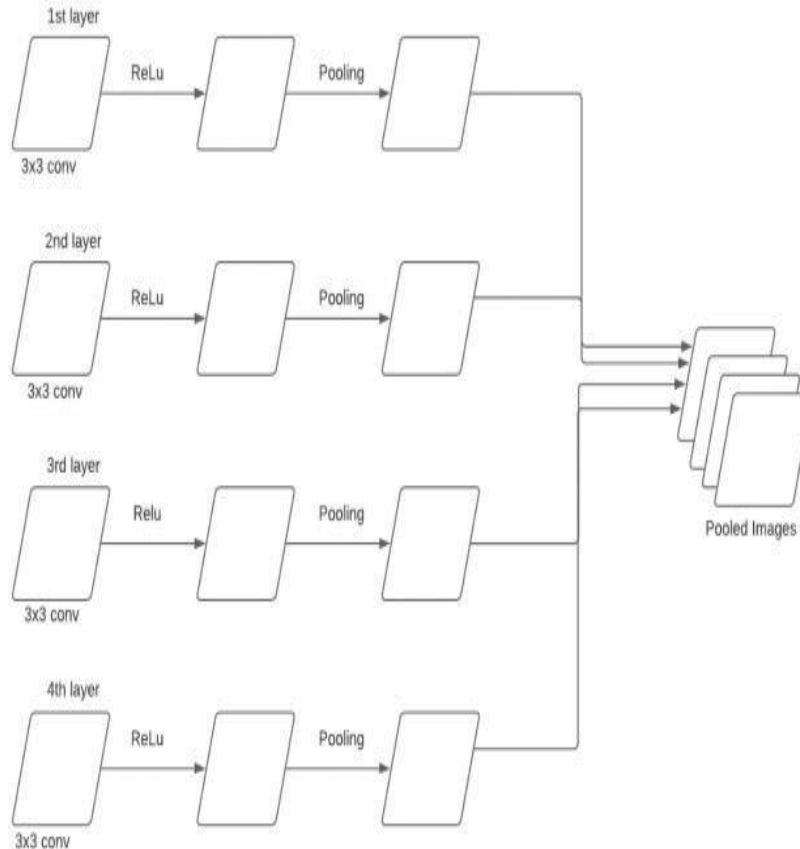 1st layer
ReLu
Pooling
3x3 conv
2nd layer
ReLu
Pooling
3x3 conv
3rd layer
Relu
Pooling
3x3 conv
4th layer
ReLu
Pooling
3x3 conv
Pooled Images